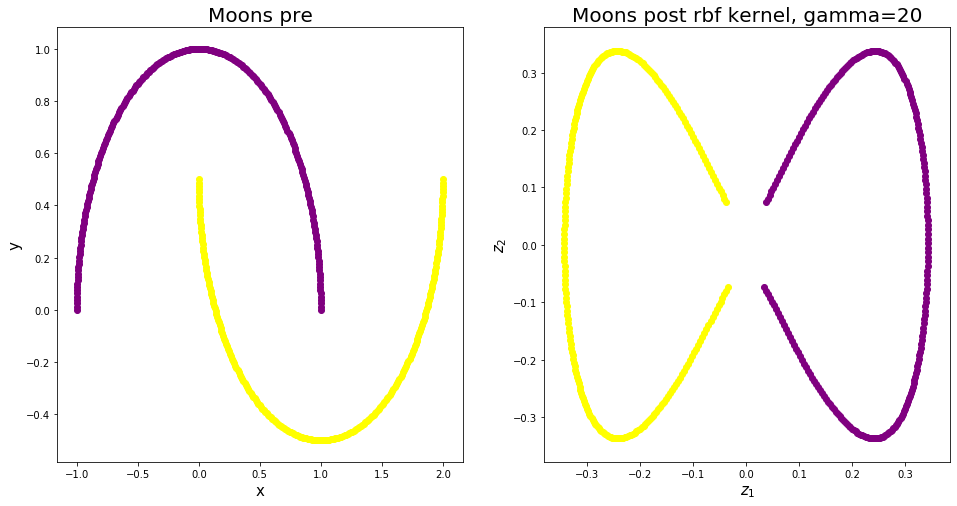 Moons pre
1.0
0.8
0.6
0.4
0.2
0.0
−0.2
−0.4
y
−1.0 −0.5 0.0 0.5 1.0 1.5 2.0
x
Moons post rbf kernel, gamma=20
0.3
0.2
0.1
0.0
−0.1
−0.2
−0.3
z₂
−0.3 −0.2 −0.1 0.0 0.1 0.2 0.3
z₁